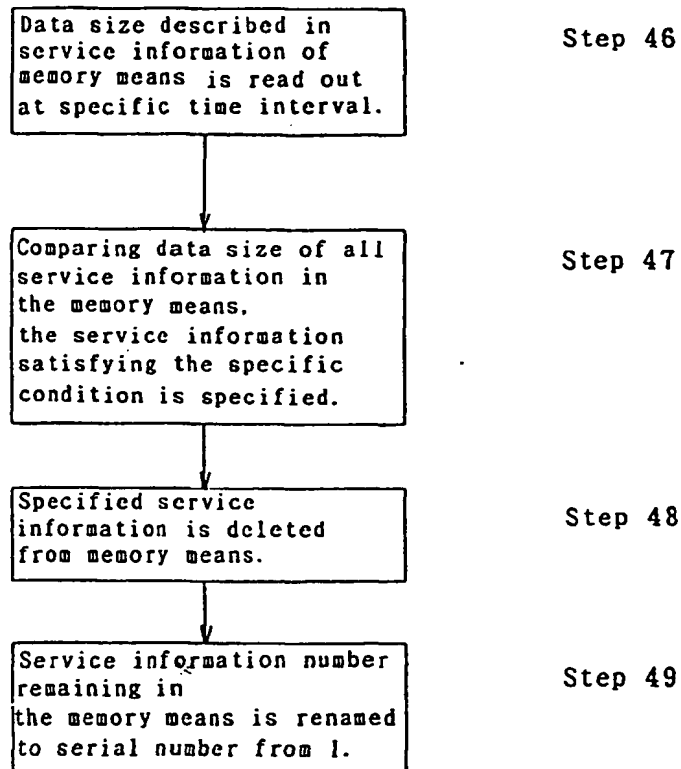 Data size described in
service information of
memory means is read out
at specific time interval.
Step 46
Comparing data size of all
service information in
the memory means,
the service information
satisfying the specific
condition is specified.
Step 47
Specified service
information is deleted
from memory means.
Step 48
Service information number
remaining in
the memory means is renamed
to serial number from 1.
Step 49